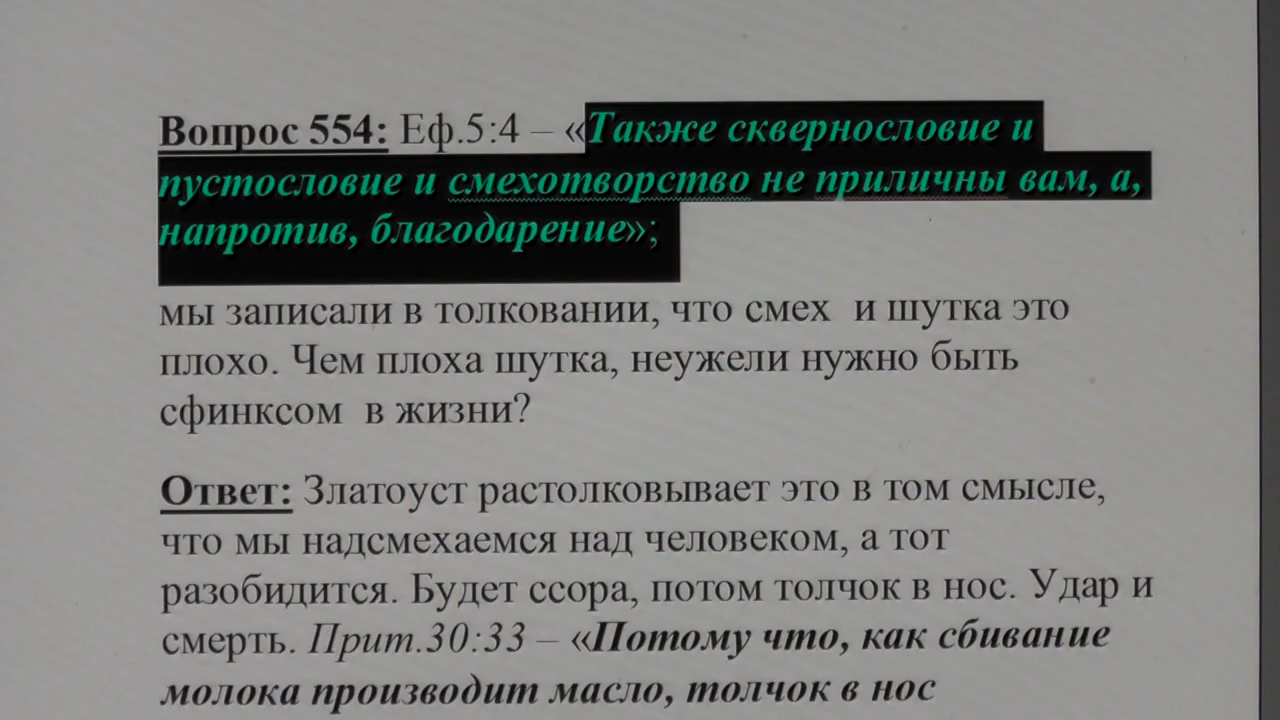 Вопрос 554: Еф.5:4 – «Также сквернословие и
пустословие и смехотворство не приличны вам, а,
напротив, благодарение»;
мы записали в толковании, что смех  и шутка это
плохо. Чем плоха шутка, неужели нужно быть
сфинксом  в жизни?
Ответ: Златоуст растолковывает это в том смысле,
что мы надсмехаемся над человеком, а тот
разобидится. Будет ссора, потом толчок в нос. Удар и
смерть. Прит.30:33 – «Потому что, как сбивание
молока производит масло, толчок в нос